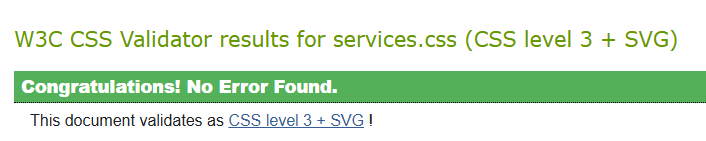 W3C CSS Validator results for services.css (CSS level 3 + SVG)
Congratulations! No Error Found.
This document validates as CSS level 3 + SVG !